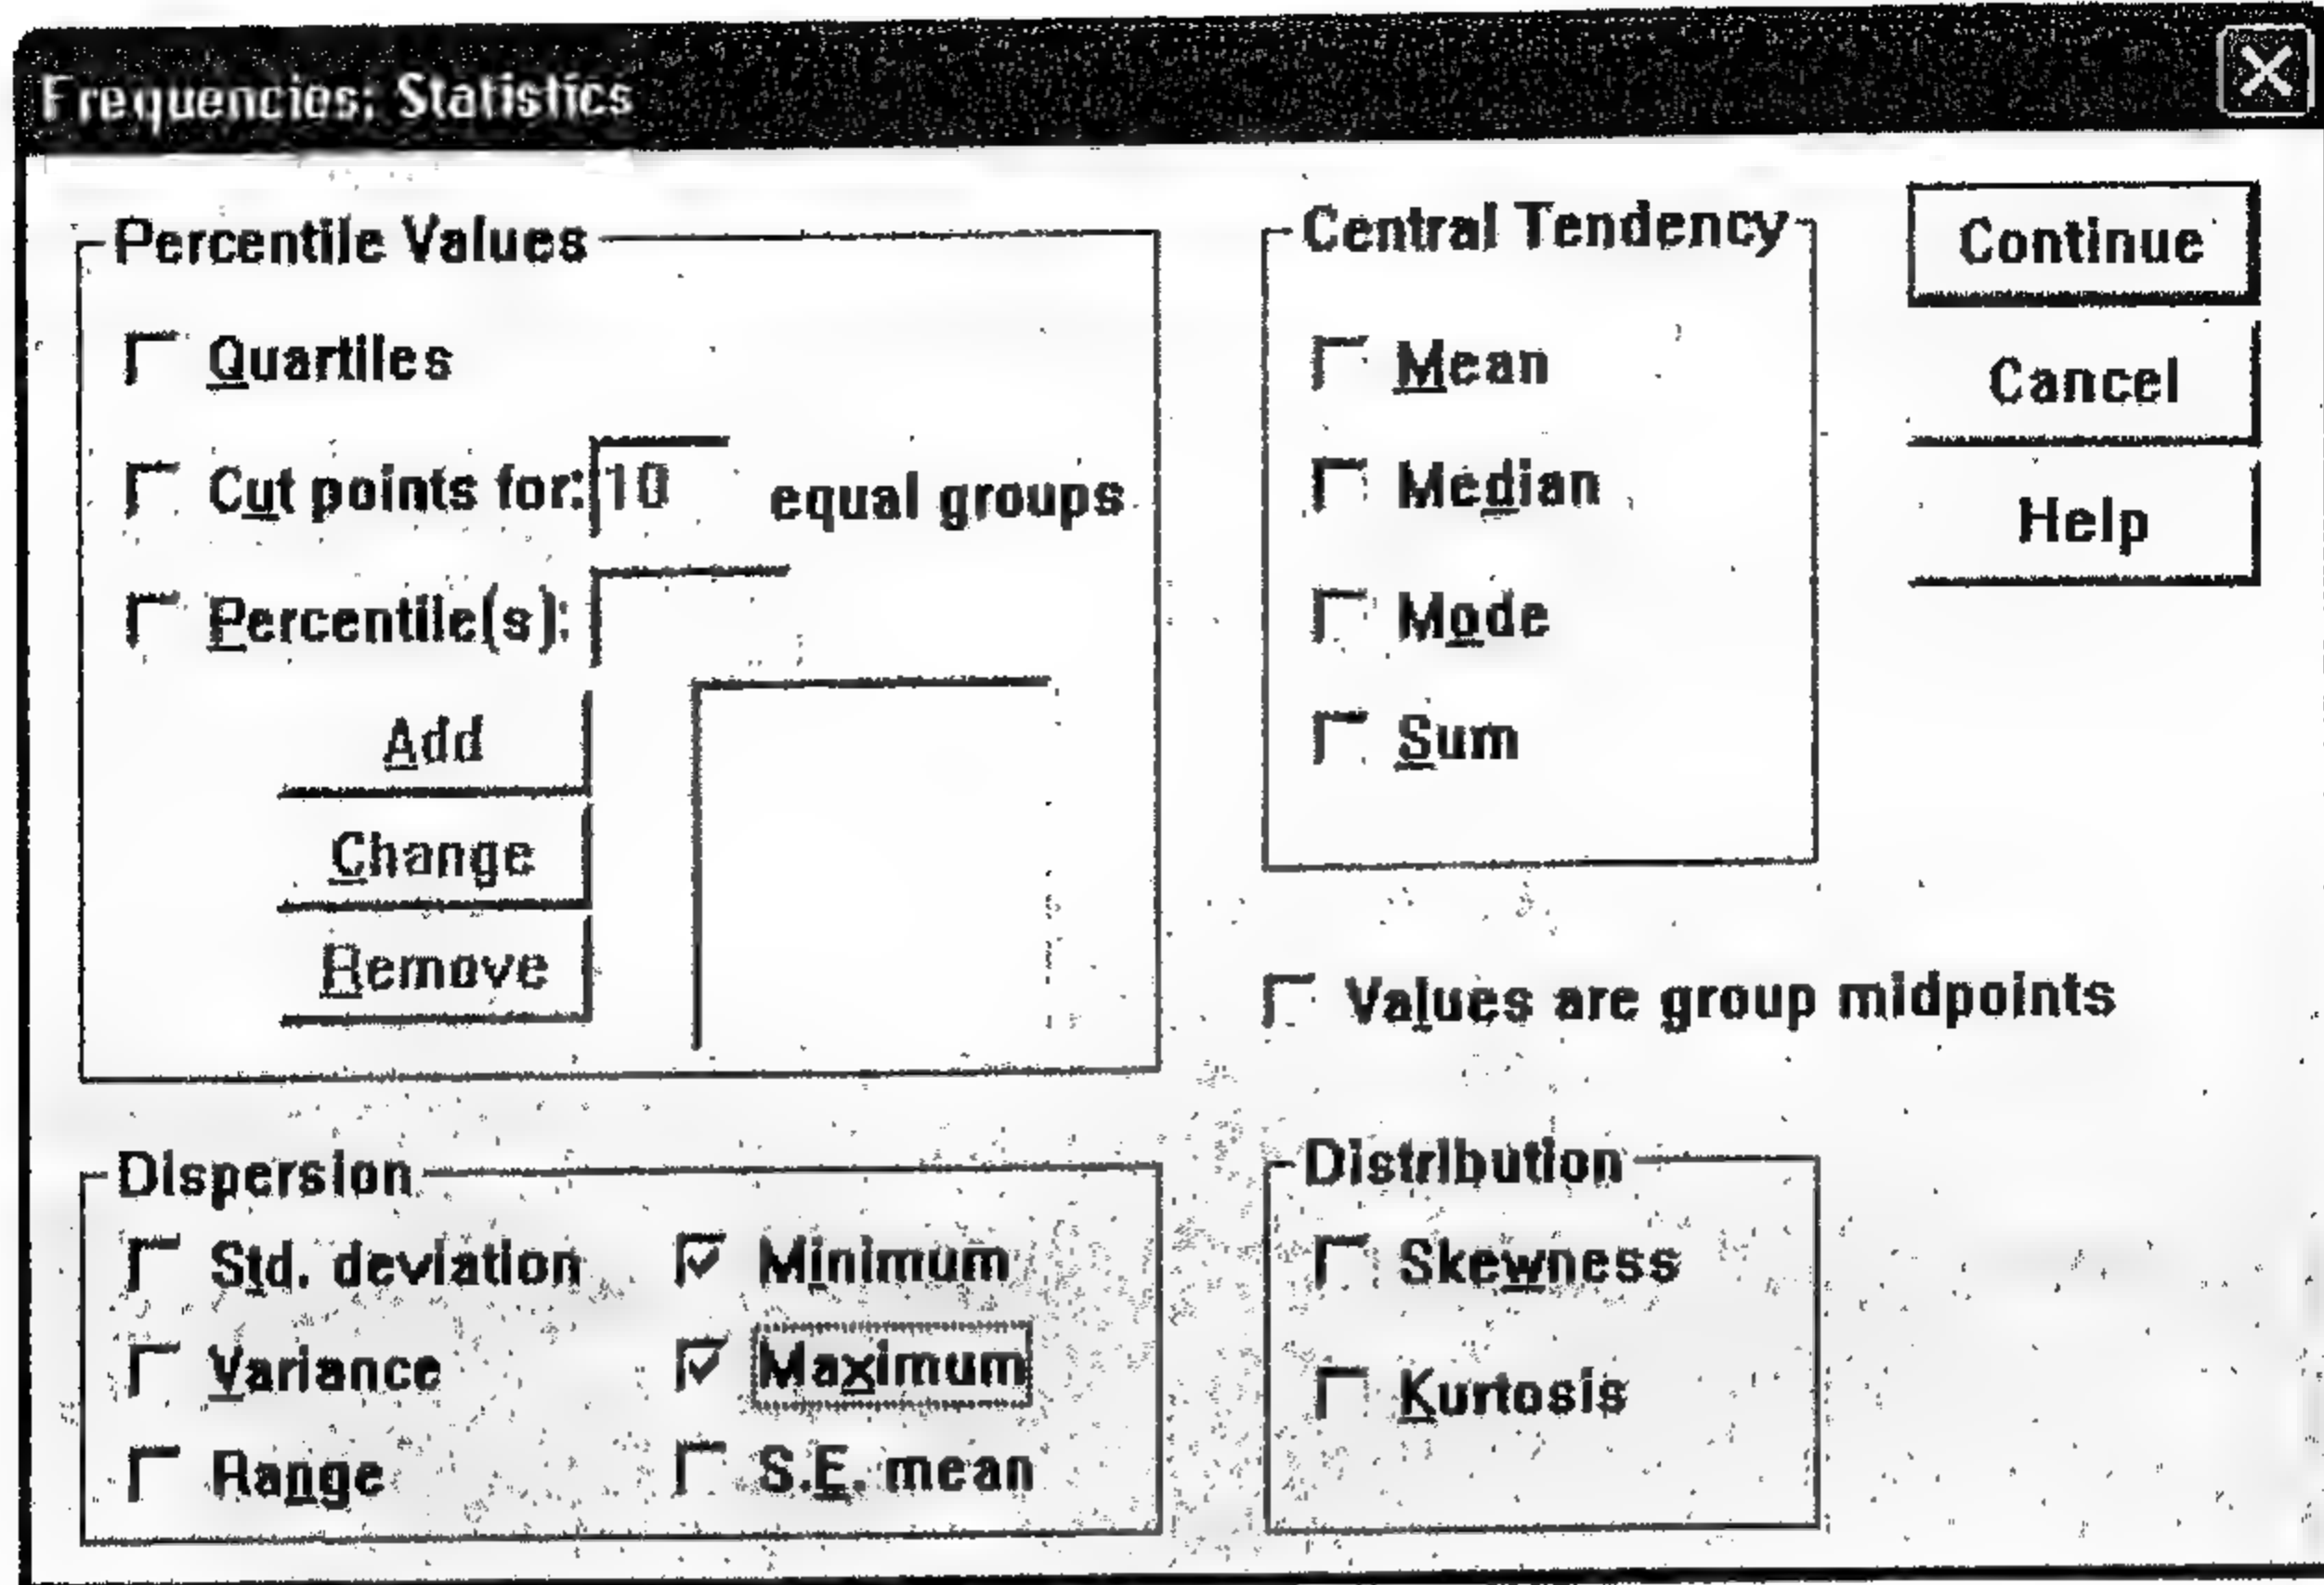 Frequencies: Statistics
Percentile Values
Quartiles
Cut points for: 10 equal groups
Percentile(s):
Add
Change
Remove
Central Tendency
Mean
Median
Mode
Sum
Continue
Cancel
Help
Values are group midpoints
Dispersion
Std. deviation
Minimum
Variance
Maximum
Range
S.E. mean
Distribution
Skewness
Kurtosis